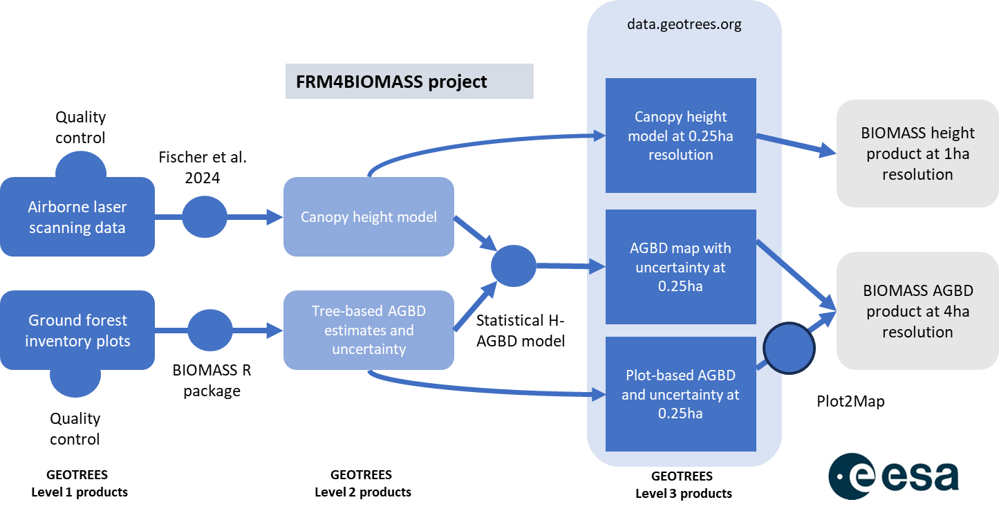 data.geotrees.org
FRM4BIOMASS project
Quality
control
Fischer et al.
2024
Airborne laser
scanning data
Canopy height model
Canopy height
model at 0.25ha
resolution
BIOMASS height
product at 1ha
resolution
Ground forest
inventory plots
BIOMASS R
package
Quality
control
Tree-based AGBD
estimates and
uncertainty
Statistical H-
AGBD model
AGBD map with
uncertainty at
0.25ha
Plot-based AGBD
and uncertainty at
0.25ha
BIOMASS AGBD
product at 4ha
resolution
Plot2Map
GEOTREES
Level 1 products
GEOTREES
Level 2 products
GEOTREES
Level 3 products
esa